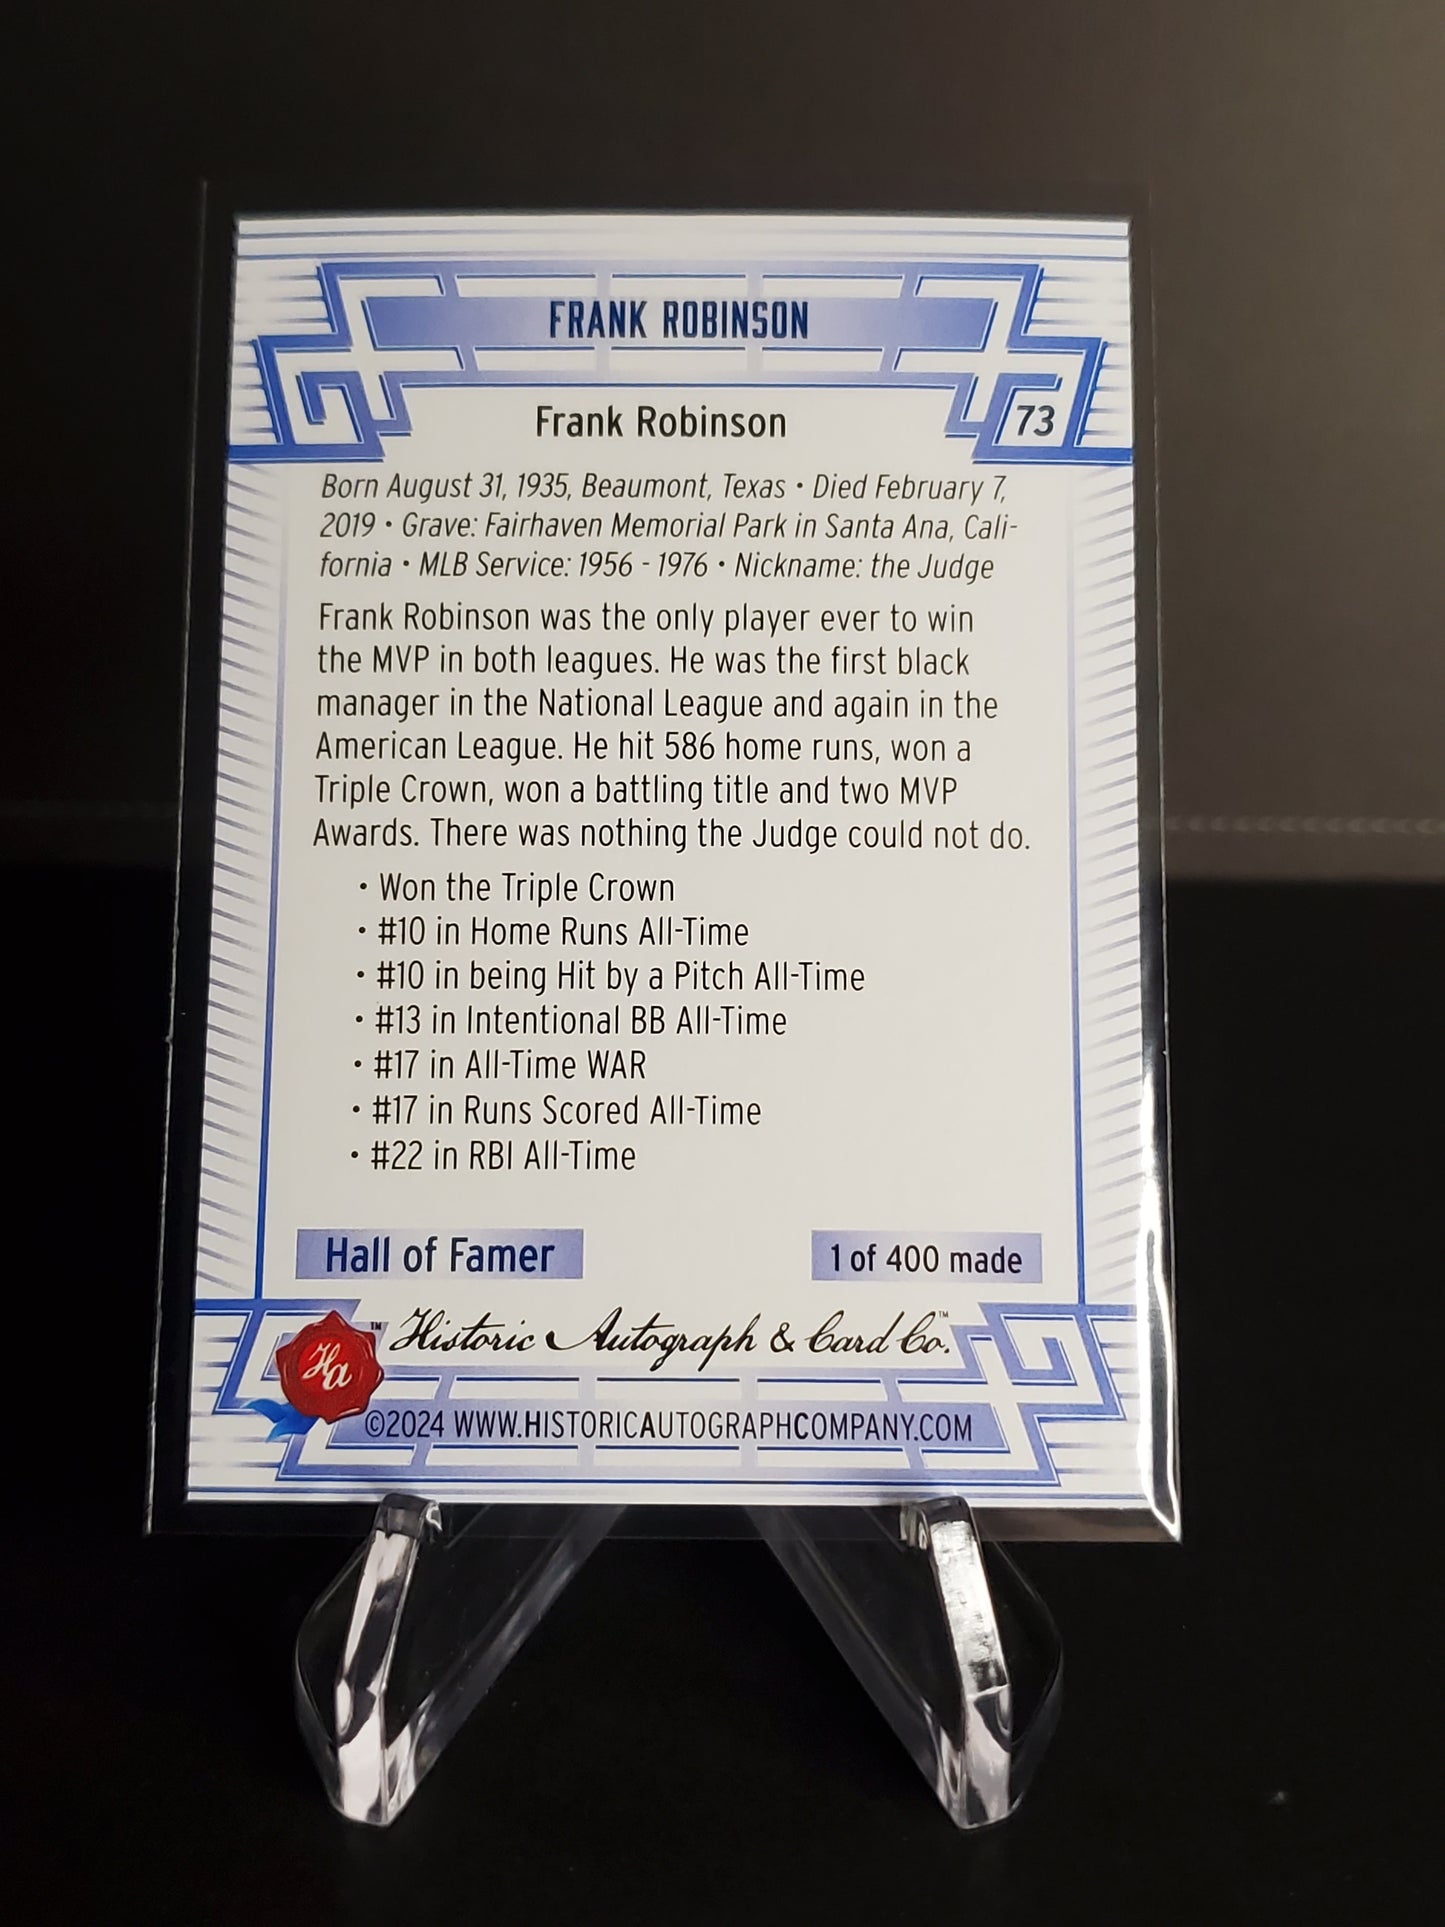 FRANK ROBINSON
Frank Robinson
73
Born August 31, 1935, Beaumont, Texas • Died February 7,
2019 • Grave: Fairhaven Memorial Park in Santa Ana, Cali-
fornia • MLB Service: 1956 - 1976 • Nickname: the Judge
Frank Robinson was the only player ever to win
the MVP in both leagues. He was the first black
manager in the National League and again in the
American League. He hit 586 home runs, won a
Triple Crown, won a battling title and two MVP
Awards. There was nothing the Judge could not do.
• Won the Triple Crown
• #10 in Home Runs All-Time
• #10 in being Hit by a Pitch All-Time
• #13 in Intentional BB All-Time
• #17 in All-Time WAR
• #17 in Runs Scored All-Time
• #22 in RBI All-Time
Hall of Famer
1 of 400 made
Ha ™ Historic Autograph & Card Co.™
©2024 WWW.HISTORICAUTOGRAPHCOMPANY.COM